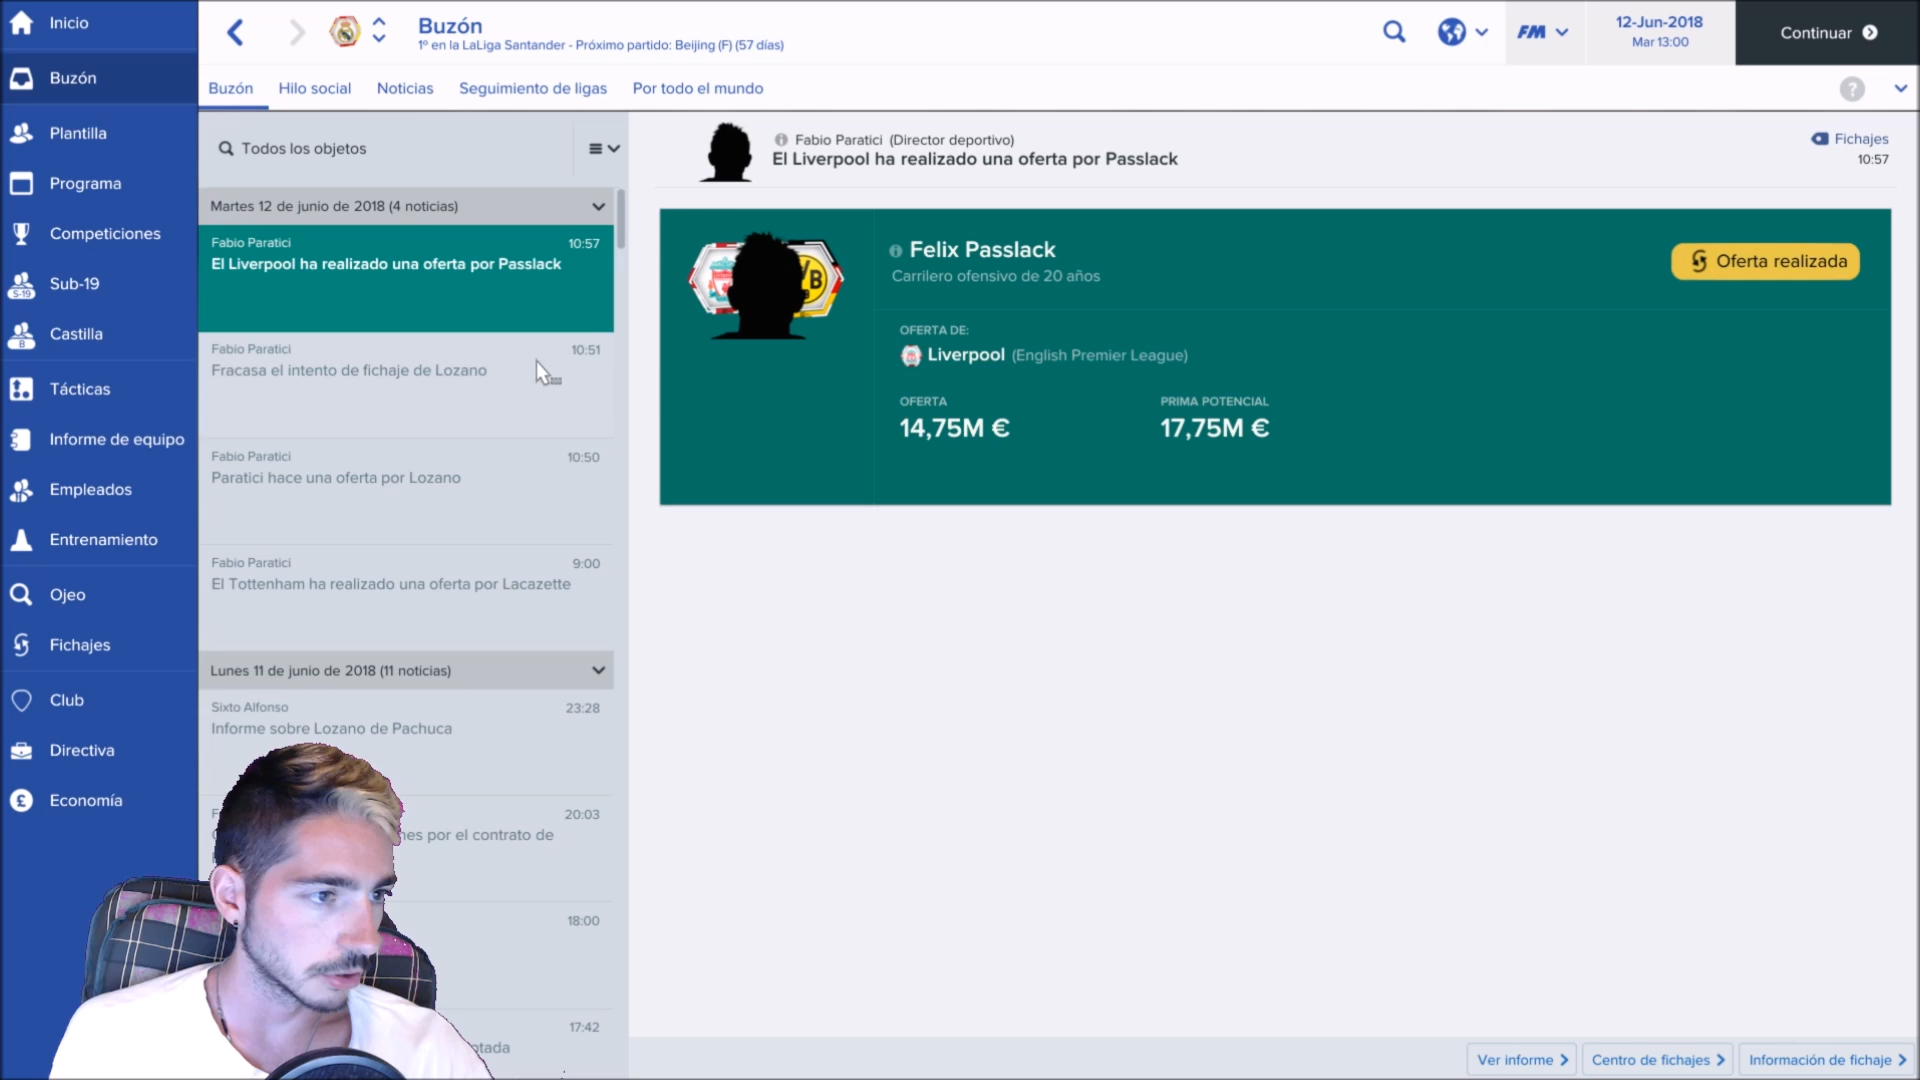 Inicio
Buzón
Plantilla
Programa
Competiciones
S-19
Sub-19
B
Castilla
Tácticas
Informe de equipo
Empleados
Entrenamiento
Ojeo
Fichajes
Club
Directiva
Economía
Buzón
1º en la LaLiga Santander - Próximo partido: Beijing (F) (57 días)
FM
12-Jun-2018
Mar 13:00
Continuar
Buzón Hilo social Noticias Seguimiento de ligas Por todo el mundo
?
Todos los objetos
Martes 12 de junio de 2018 (4 noticias)
Fabio Paratici 10:57
El Liverpool ha realizado una oferta por Passlack
Fabio Paratici 10:51
Fracasa el intento de fichaje de Lozano
Fabio Paratici 10:50
Paratici hace una oferta por Lozano
Fabio Paratici 9:00
El Tottenham ha realizado una oferta por Lacazette
Lunes 11 de junio de 2018 (11 noticias)
Sixto Alfonso 23:28
Informe sobre Lozano de Pachuca
20:03
por el contrato de
18:00
17:42
Fabio Paratici (Director deportivo)
El Liverpool ha realizado una oferta por Passlack
Fichajes
10:57
Felix Passlack
Carrilero ofensivo de 20 años
Oferta realizada
OFERTA DE:
Liverpool (English Premier League)
OFERTA PRIMA POTENCIAL
14,75M € 17,75M €
Ver informe Centro de fichajes Información de fichaje